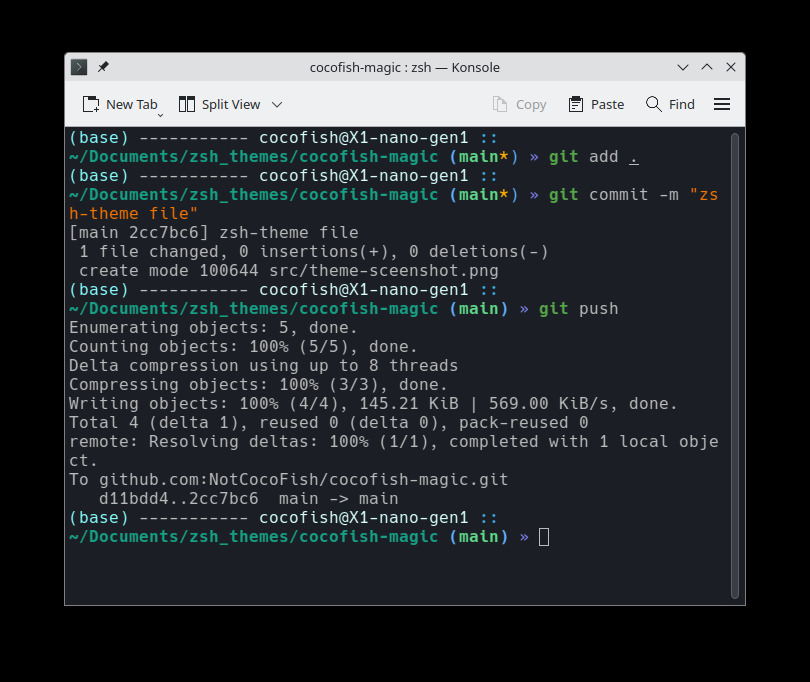 cocofish-magic : zsh — Konsole
New Tab Split View Copy Paste Find
(base) ----------- cocofish@X1-nano-gen1 ::
~/Documents/zsh_themes/cocofish-magic (main*) » git add .
(base) ----------- cocofish@X1-nano-gen1 ::
~/Documents/zsh_themes/cocofish-magic (main*) » git commit -m "zs
h-theme file"
[main 2cc7bc6] zsh-theme file
 1 file changed, 0 insertions(+), 0 deletions(-)
 create mode 100644 src/theme-sceenshot.png
(base) ----------- cocofish@X1-nano-gen1 ::
~/Documents/zsh_themes/cocofish-magic (main) » git push
Enumerating objects: 5, done.
Counting objects: 100% (5/5), done.
Delta compression using up to 8 threads
Compressing objects: 100% (3/3), done.
Writing objects: 100% (4/4), 145.21 KiB | 569.00 KiB/s, done.
Total 4 (delta 1), reused 0 (delta 0), pack-reused 0
remote: Resolving deltas: 100% (1/1), completed with 1 local obje
ct.
To github.com:NotCocoFish/cocofish-magic.git
   d11bdd4..2cc7bc6  main -> main
(base) ----------- cocofish@X1-nano-gen1 ::
~/Documents/zsh_themes/cocofish-magic (main) »